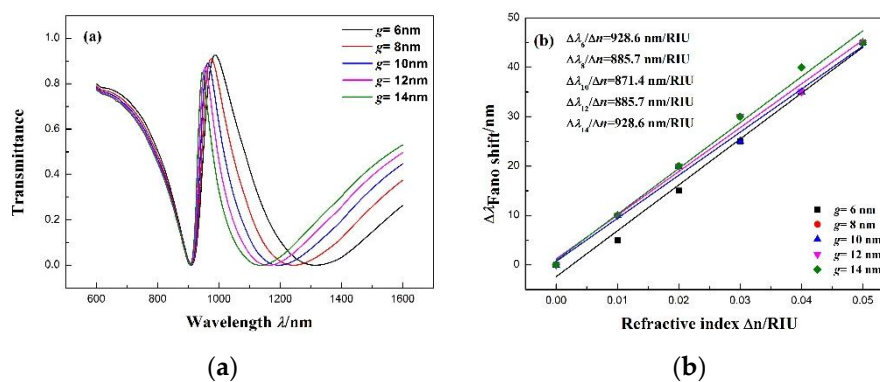 (a)
g= 6nm
g= 8nm
g= 10nm
g= 12nm
g= 14nm
Transmittance
1.0
0.8
0.6
0.4
0.2
0.0
600 800 1000 1200 1400 1600
Wavelength λ/nm
(a)
(b)
Δλ6/Δn=928.6 nm/RIU
Δλ8/Δn=885.7 nm/RIU
Δλ10/Δn=871.4 nm/RIU
Δλ12/Δn=885.7 nm/RIU
Δλ14/Δn=928.6 nm/RIU
ΔλFano shift/nm
50
40
30
20
10
0
g= 6 nm
g= 8 nm
g= 10 nm
g= 12 nm
g= 14 nm
0.00 0.01 0.02 0.03 0.04 0.05
Refractive index Δn/RIU
(b)